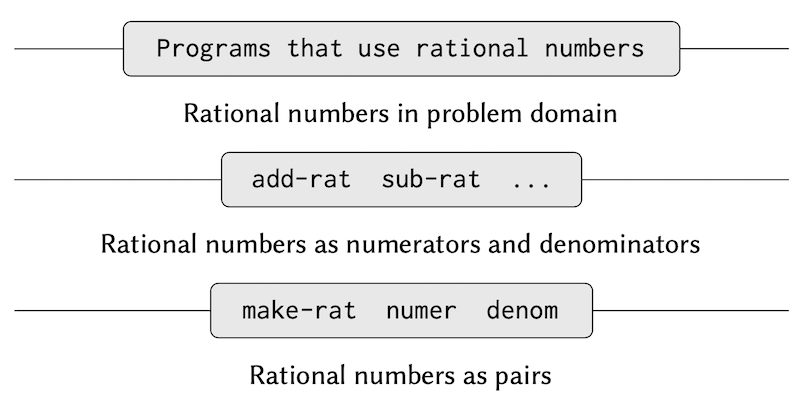 Programs that use rational numbers
Rational numbers in problem domain
add-rat sub-rat ...
Rational numbers as numerators and denominators
make-rat numer denom
Rational numbers as pairs